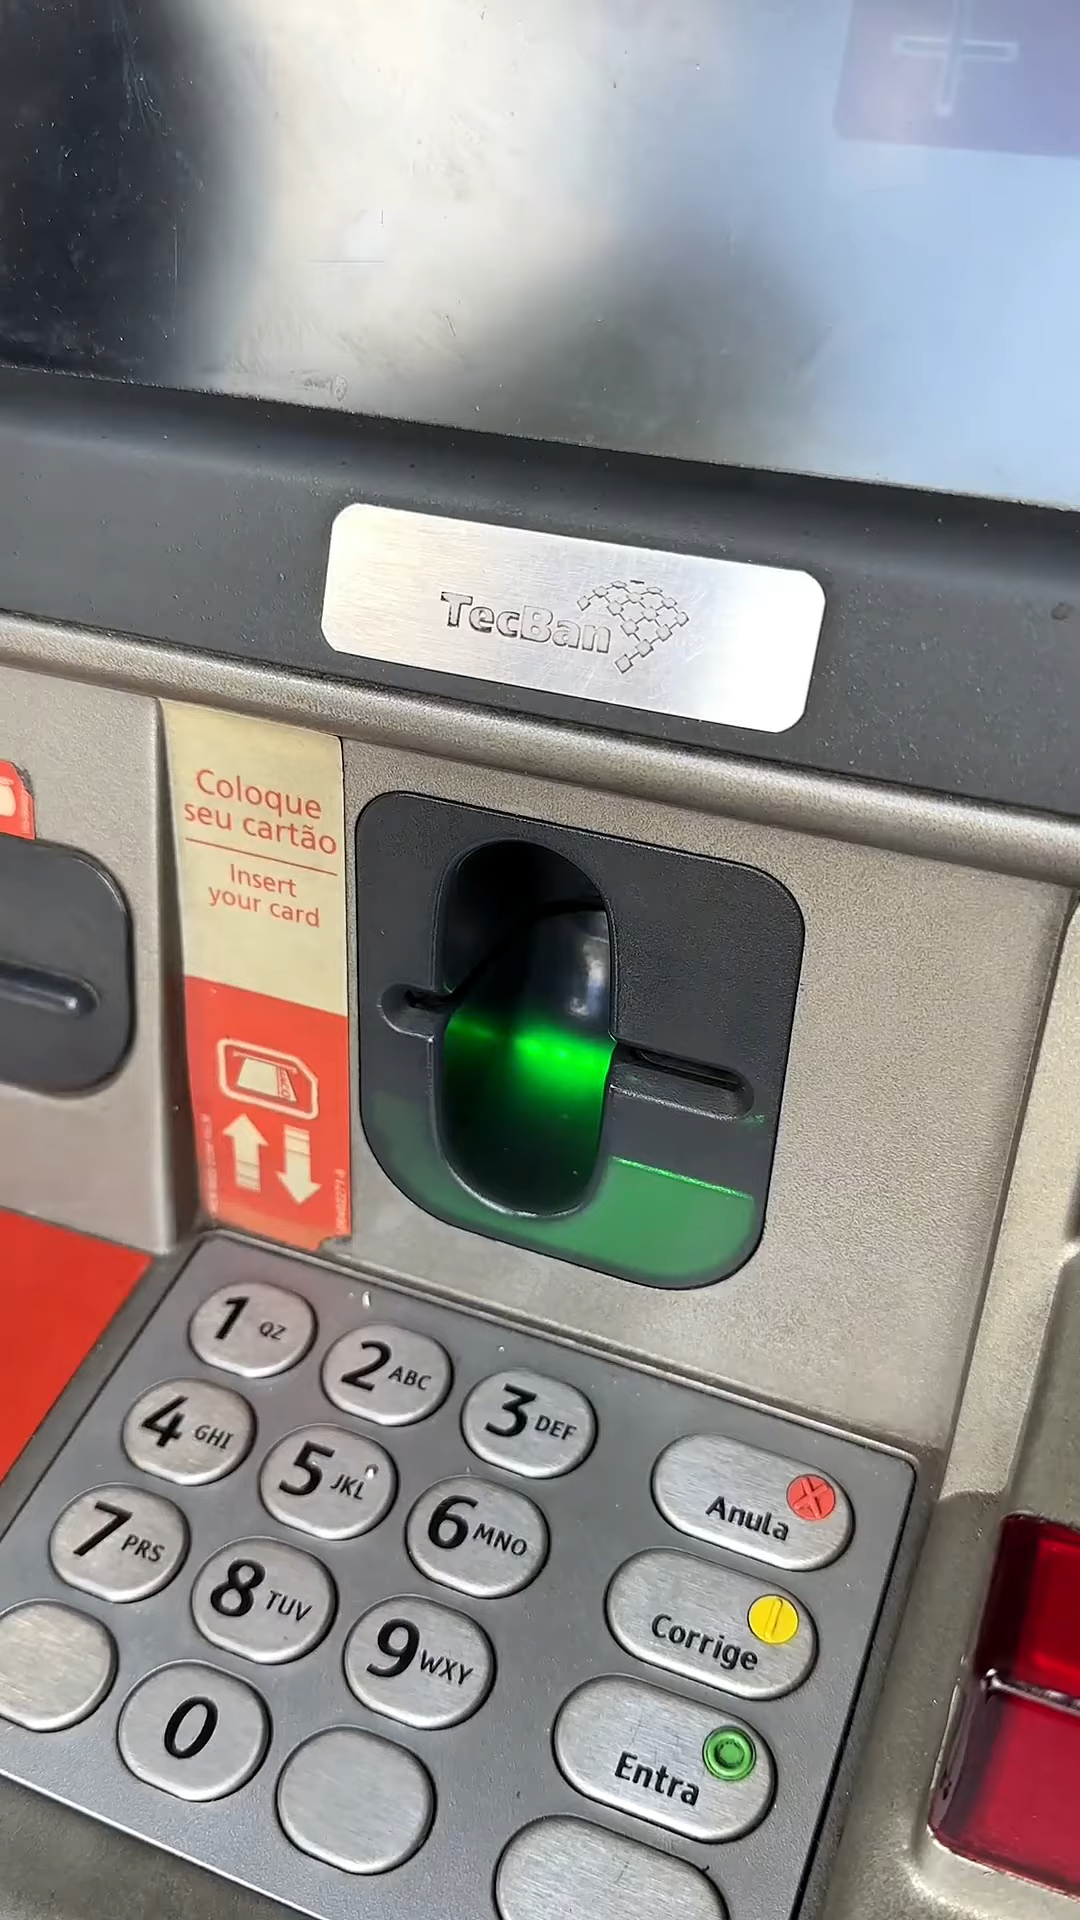 TecBan
Coloque
seu cartão
Insert
your card
1 QZ
2 ABC
3 DEF
Anula
4 GHI
5 JKL
6 MNO
Corrige
7 PRS
8 TUV
9 WXY
Entra
0